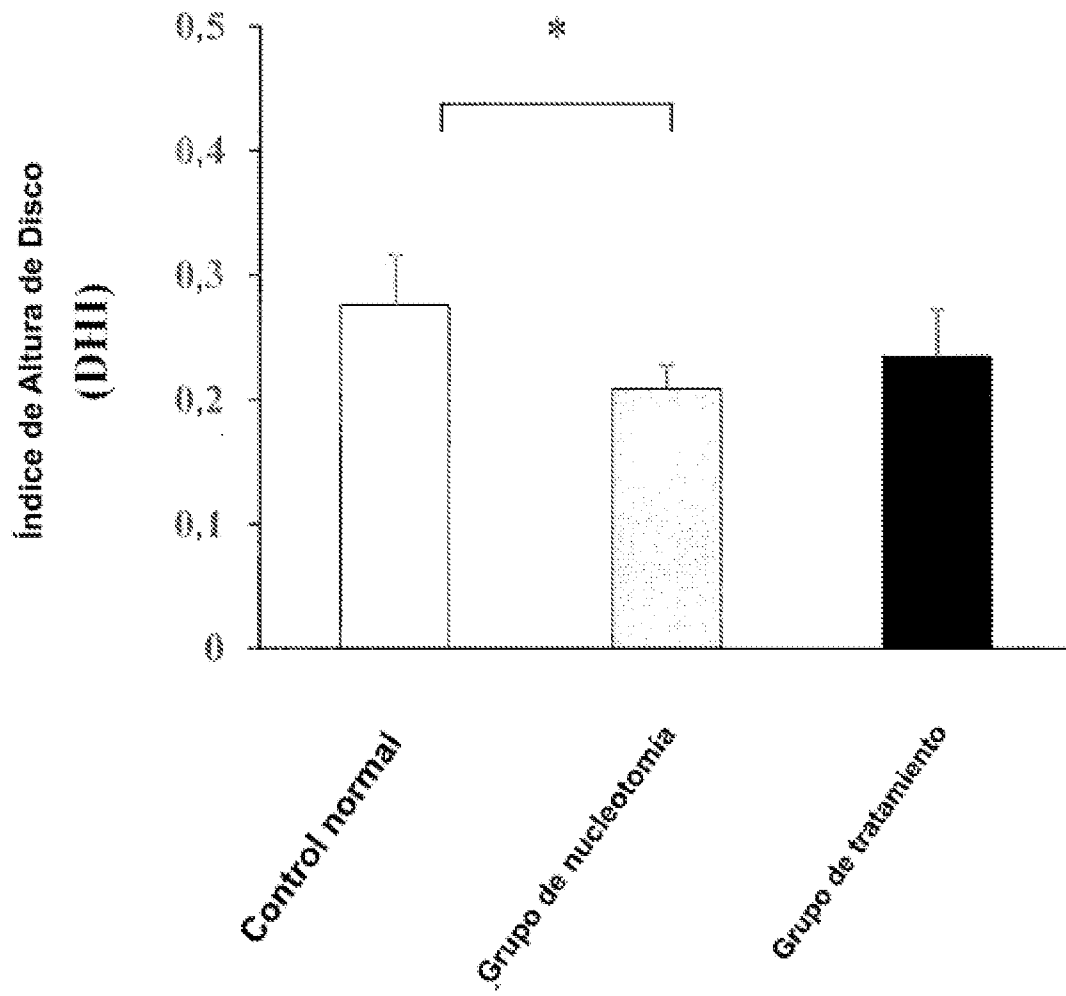 0,5
*
0,4
0,3
0,2
0,1
0
Índice de Altura de Disco
(DHI)
Control normal
Grupo de nucleotomía
Grupo de tratamiento